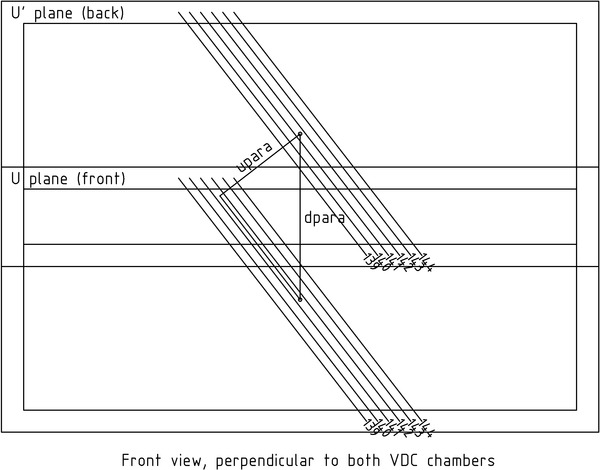 U' plane (back)
upara
U plane (front)
dpara
139 140 141 142 143 144
139 140 141 142 143 144
Front view, perpendicular to both VDC chambers